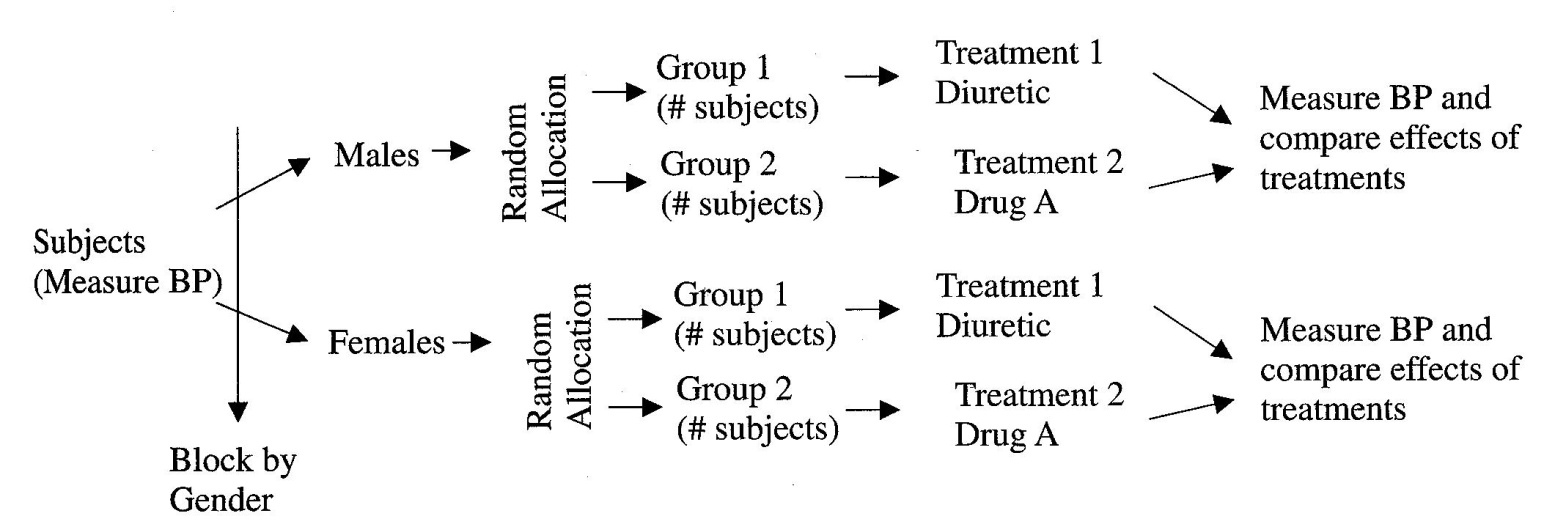 Subjects
(Measure BP)
Block by
Gender
Males
Random
Allocation
Group 1
(# subjects)
Treatment 1
Diuretic
Group 2
(# subjects)
Treatment 2
Drug A
Measure BP and
compare effects of
treatments
Females
Random
Allocation
Group 1
(# subjects)
Treatment 1
Diuretic
Group 2
(# subjects)
Treatment 2
Drug A
Measure BP and
compare effects of
treatments